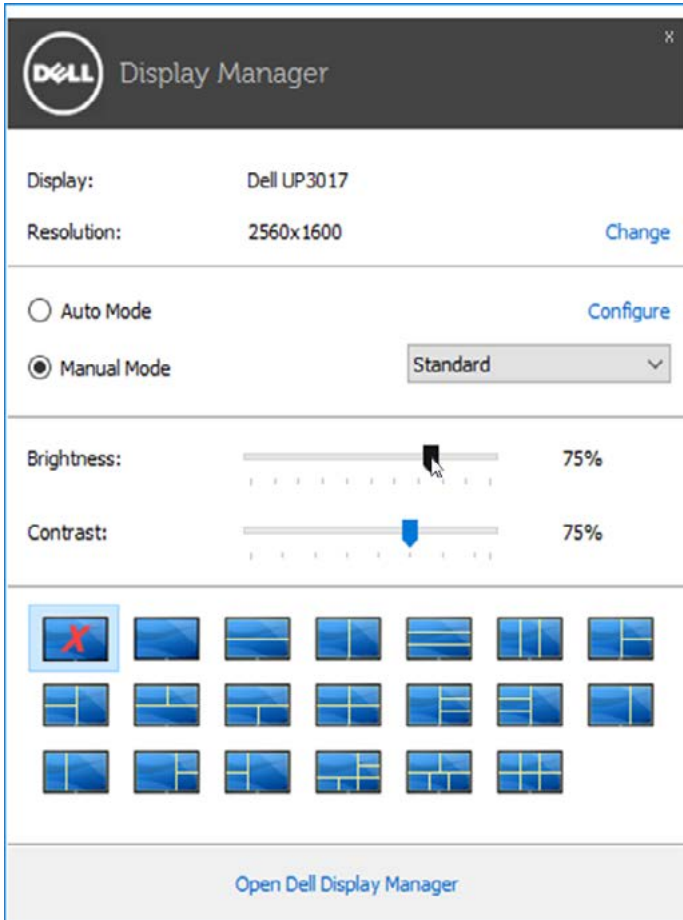 X
DELL Display Manager
Display: Dell UP3017
Resolution: 2560x1600 Change
Auto Mode Configure
Manual Mode Standard
Brightness: 75%
Contrast: 75%
X
Open Dell Display Manager